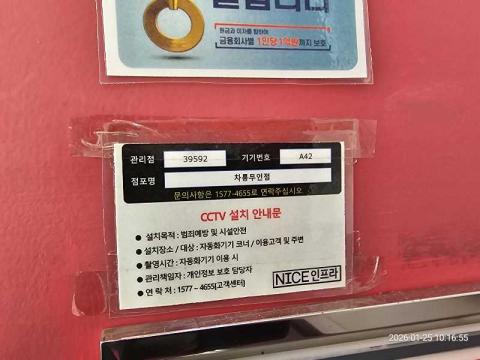 현금과 이자를 합하여
금융회사별 1인당 1억원까지 보호
관리점 39592 기기번호 A42
점포명 차룡무인점
문의사항은 1577-4655로 연락주십시오
CCTV 설치 안내문
● 설치목적 : 범죄예방 및 시설안전
● 설치장소 / 대상 : 자동화기기 코너 / 이용고객 및 주변
● 촬영시간 : 자동화기기 이용 시
● 관리책임자 : 개인정보 보호 담당자
● 연 락 처 : 1577 – 4655(고객센터)
NICE인프라
2026-01-25 10:16:55